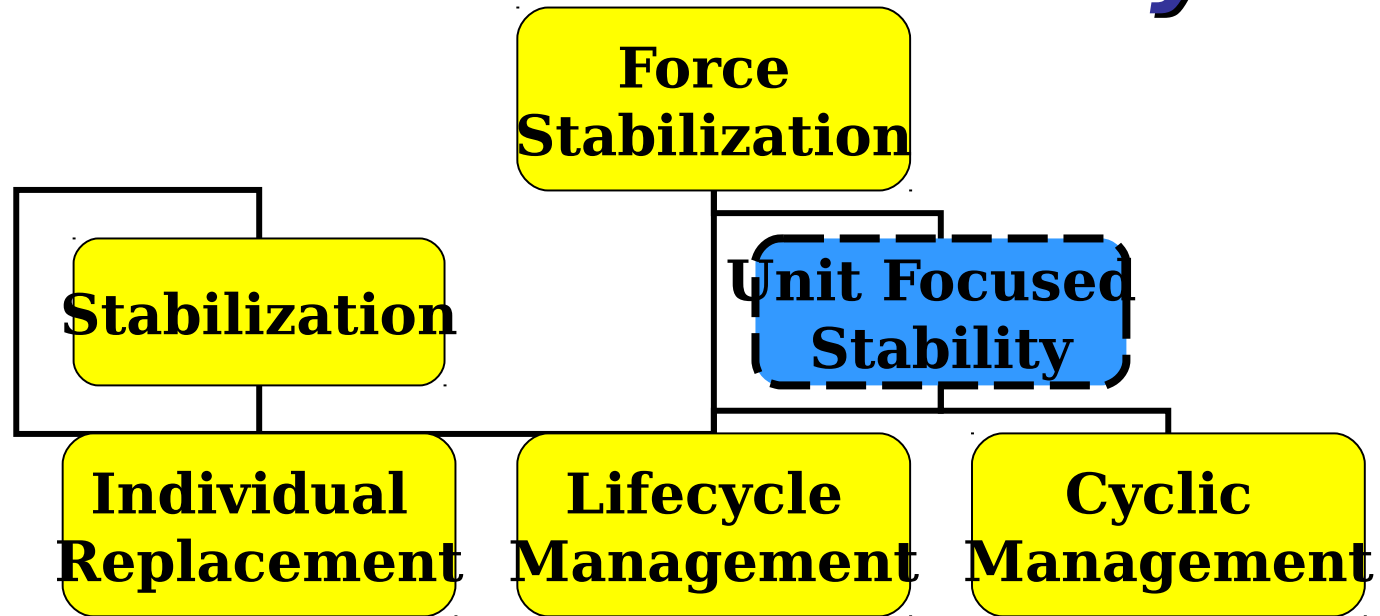 Force
Stabilization
Stabilization
Unit Focused
Stability
Individual
Replacement
Lifecycle
Management
Cyclic
Management